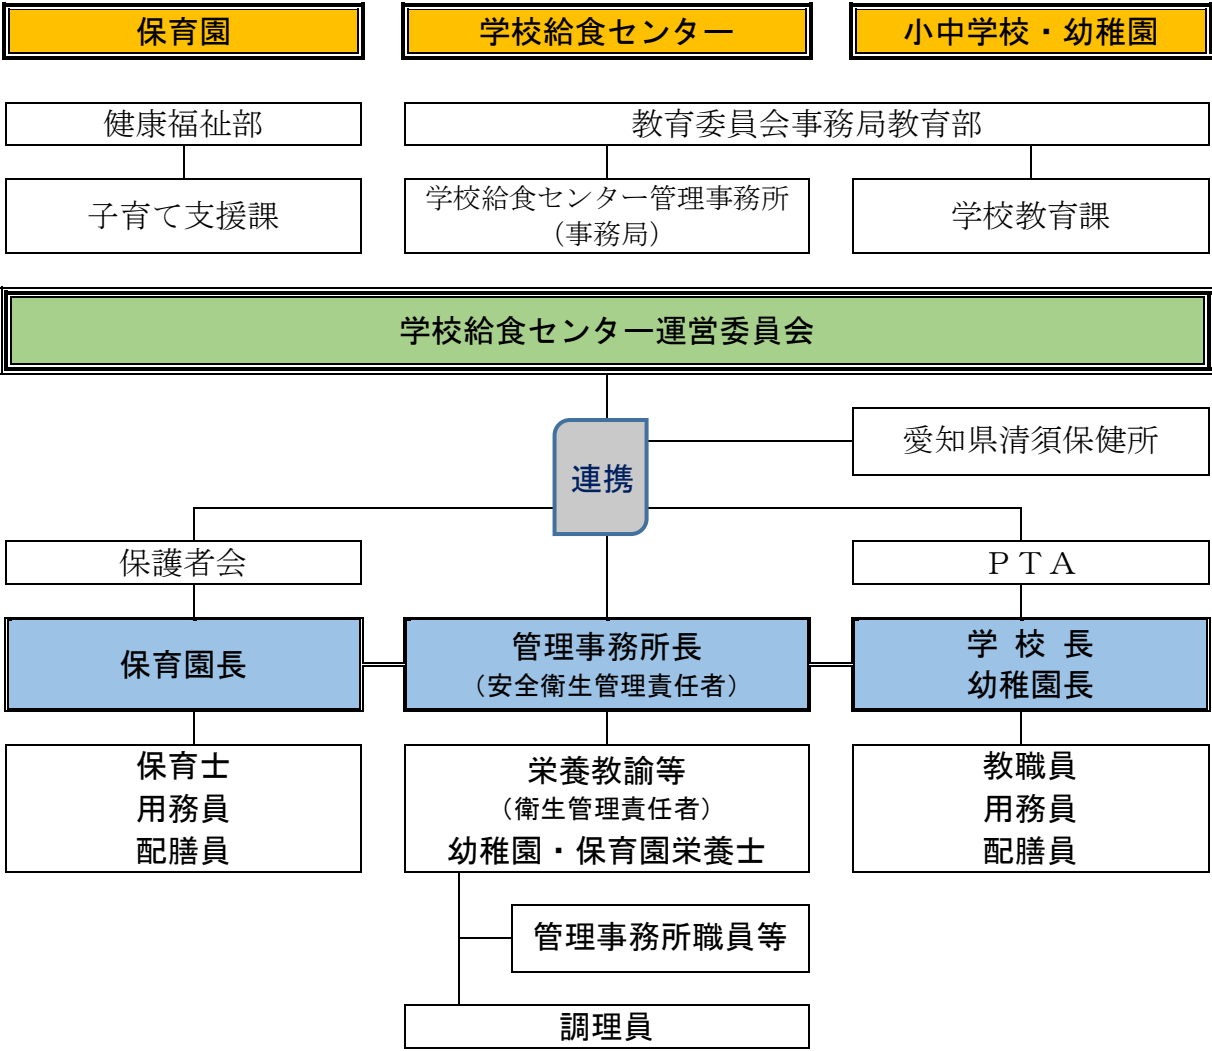 保育園
学校給食センター
小中学校・幼稚園
健康福祉部
教育委員会事務局教育部
子育て支援課
学校給食センター管理事務所
（事務局）
学校教育課
学校給食センター運営委員会
愛知県清須保健所
連携
保護者会
ＰＴＡ
保育園長
管理事務所長
（安全衛生管理責任者）
学 校 長
幼稚園長
保育士
用務員
配膳員
栄養教諭等
（衛生管理責任者）
幼稚園・保育園栄養士
教職員
用務員
配膳員
管理事務所職員等
調理員